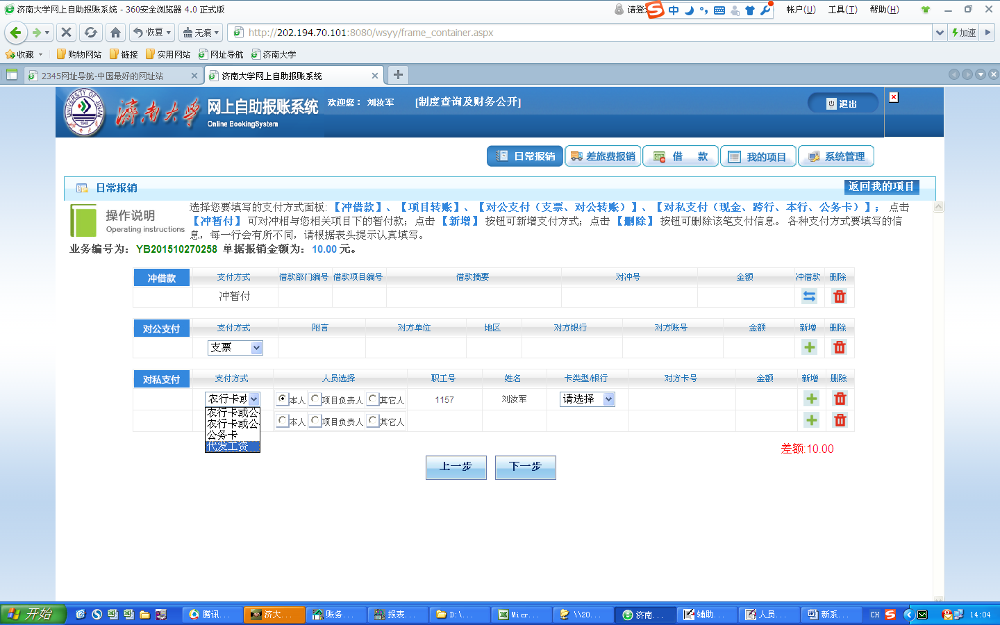 济南大学网上自助报账系统 - 360安全浏览器 4.0 正式版
请登 中 帐户(U) 工具(T) 帮助(H)
恢复 无痕 http://202.194.70.101:8080/wsyy/frame_container.aspx 加速
收藏 购物网站 链接 实用网站 网址导航 济南大学
2345网址导航-中国最好的网址站 济南大学网上自助报账系统
UNIVERSITY OF JINAN 1948
濟南大學 网上自助报账系统 欢迎您： 刘汝军 [制度查询及财务公开] 退出
Online BookingSystem
日常报销 差旅费报销 借 款 我的项目 系统管理
日常报销 返回我的项目
操作说明
Operating instructions
选择您要填写的支付方式面板:【冲借款】、【项目转账】、【对公支付（支票、对公转账）】、【对私支付（现金、跨行、本行、公务卡）】； 点击
【冲暂付】 可对冲相与您相关项目下的暂付款；点击 【新增】 按钮可新增支付方式；点击 【删除】 按钮可删除该笔支付信息。 各种支付方式要填写的信
息，每一行会有所不同，请根据表头提示认真填写。
业务编号为： YB201510270258 单据报销金额为： 10.00 元。
冲借款 支付方式 借款部门编号 借款项目编号 借款摘要 对冲号 金额 冲借款 删除
冲暂付
对公支付 支付方式 附言 对方单位 地区 对方银行 对方账号 金额 新增 删除
支票
对私支付 支付方式 人员选择 职工号 姓名 卡类型/银行 对方卡号 金额 新增 删除
农行卡或 本人 项目负责人 其它人 1157 刘汝军 请选择
农行卡或公
农行卡或公 本人 项目负责人 其它人
公务卡
代发工资
差额:10.00
上一步 下一步
开始 腾讯... 济大... 账务... 报表... D:\... Micr... \\20... 济南... 辅助... 人员... 新系... CH 14:04